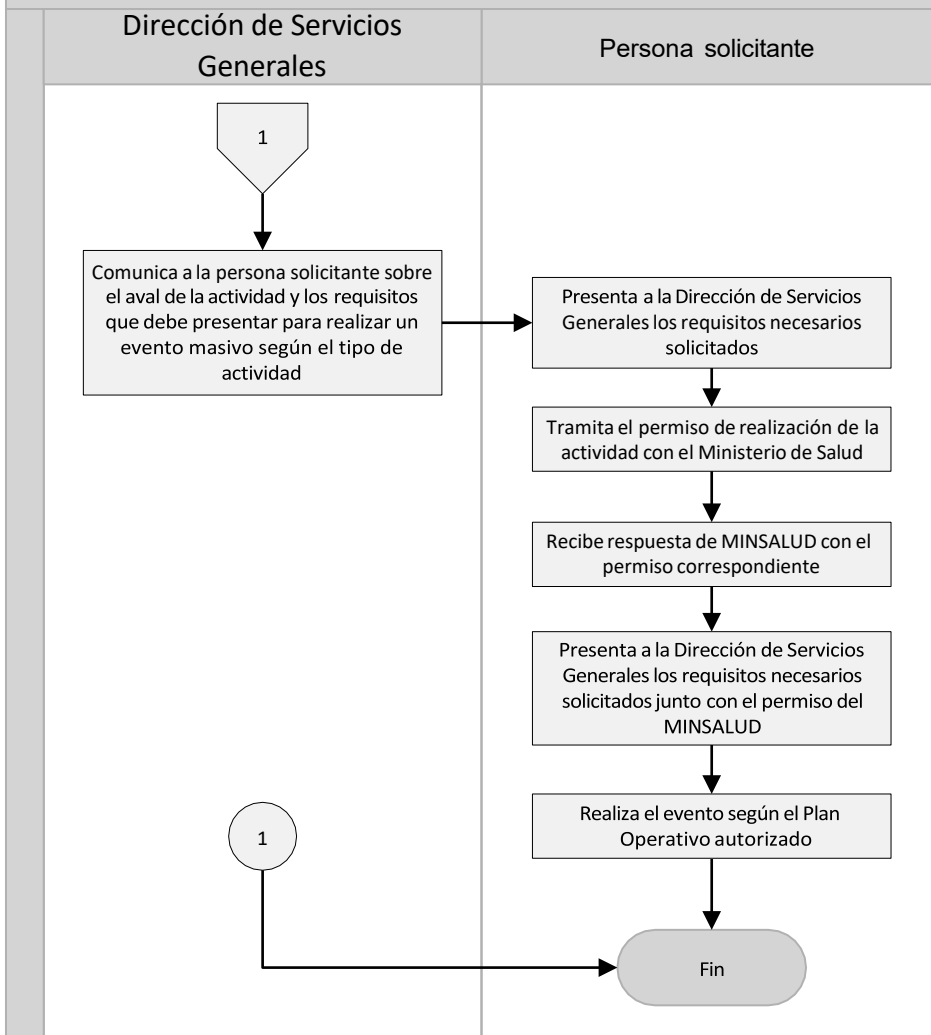 Dirección de Servicios
Generales
Persona solicitante
1
Comunica a la persona solicitante sobre
el aval de la actividad y los requisitos
que debe presentar para realizar un
evento masivo según el tipo de
actividad
Presenta a la Dirección de Servicios
Generales los requisitos necesarios
solicitados
Tramita el permiso de realización de la
actividad con el Ministerio de Salud
Recibe respuesta de MINSALUD con el
permiso correspondiente
Presenta a la Dirección de Servicios
Generales los requisitos necesarios
solicitados junto con el permiso del
MINSALUD
Realiza el evento según el Plan
Operativo autorizado
1
Fin